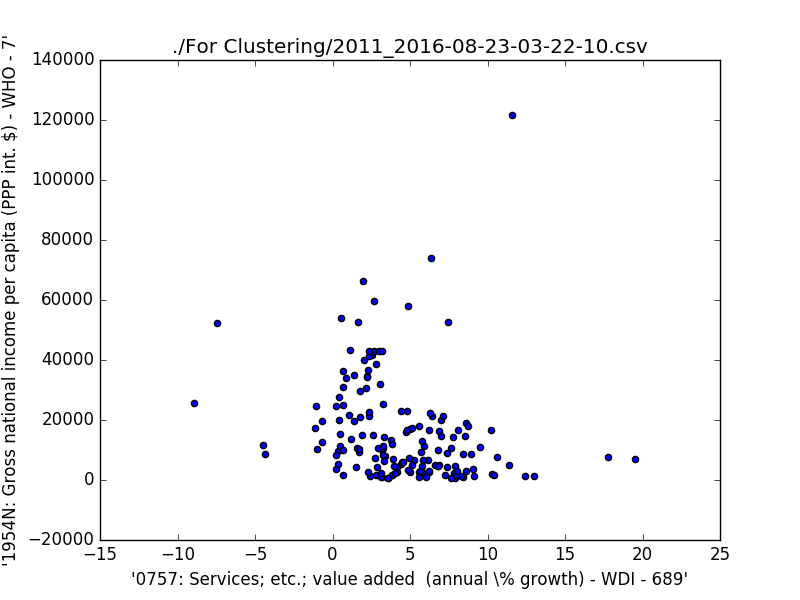 ./For Clustering/2011_2016-08-23-03-22-10.csv
140000
120000
100000
80000
60000
40000
20000
0
−20000
−15 −10 −5 0 5 10 15 20 25
'0757: Services; etc.; value added  (annual \% growth) - WDI - 689'
'1954N: Gross national income per capita (PPP int. $) - WHO - 7'